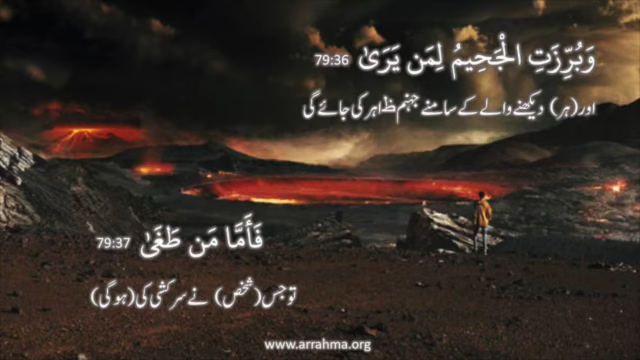 وَبُرِّزَتِ الْجَحِيمُ لِمَن يَرَىٰ 79:36
اور (ہر) دیکھنے والے کے سامنے جہنم ظاہر کی جائے گی
فَأَمَّا مَن طَغَىٰ 79:37
تو جس (شخص) نے سرکشی کی (ہوگی)
www.arrahma.org